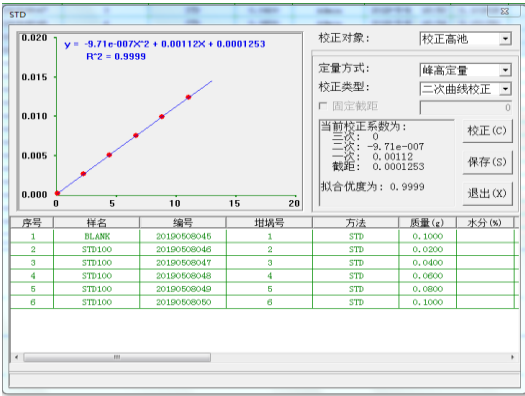 STD
0.020
0.015
0.010
0.005
0.000
0
5
10
15
20
y = -9.71e-007X^2 + 0.00112X + 0.0001253
R^2 = 0.9999
校正对象: 校正高池
定量方式: 峰高定量
校正类型: 二次曲线校正
固定截距 0
当前校正系数为:
三次: 0
二次: -9.71e-007
一次: 0.00112
截距: 0.0001253
拟合优度为: 0.9999
校正(C)
保存(S)
退出(X)
序号 样名 编号 坩埚号 方法 质量(g) 水分(%)
1 BLANK 20190508045 1 STD 0.1000
2 STD100 20190508046 2 STD 0.0200
3 STD100 20190508047 3 STD 0.0400
4 STD100 20190508048 4 STD 0.0600
5 STD100 20190508049 5 STD 0.0800
6 STD100 20190508050 6 STD 0.1000